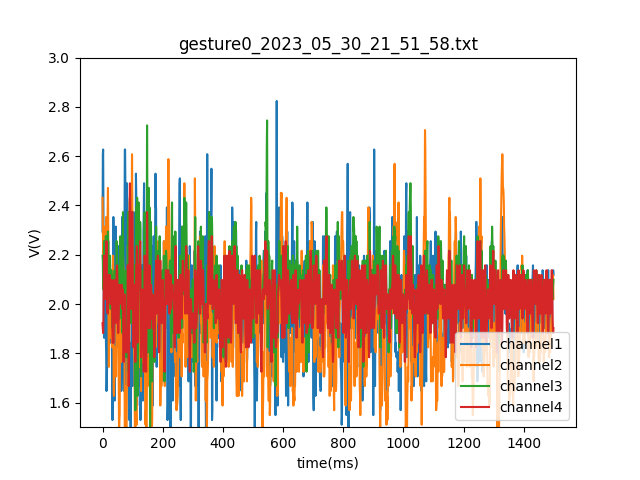 gesture0_2023_05_30_21_51_58.txt
V(V)
3.0
2.8
2.6
2.4
2.2
2.0
1.8
1.6
channel1
channel2
channel3
channel4
0 200 400 600 800 1000 1200 1400
time(ms)